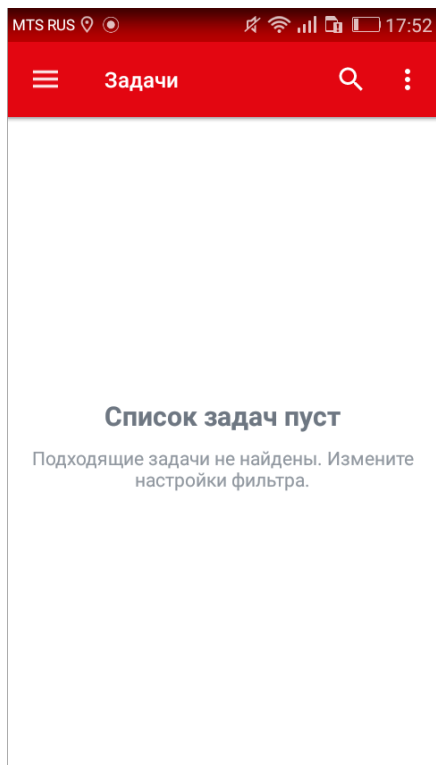 MTS RUS 17:52
Задачи
Список задач пуст
Подходящие задачи не найдены. Измените
настройки фильтра.